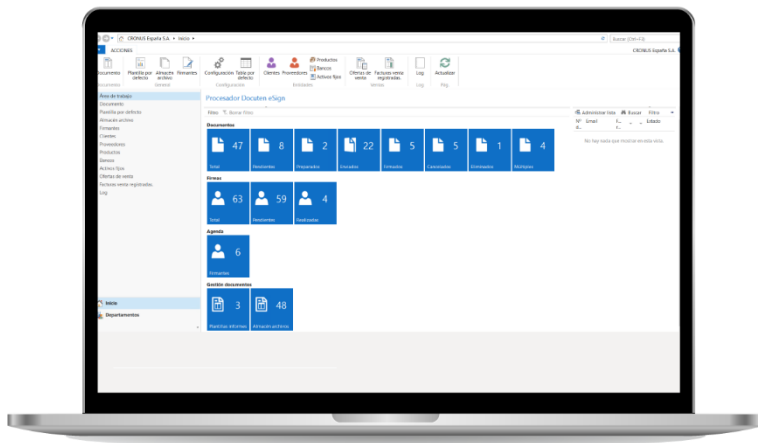 CRONUS España S.A. • Inicio •
Buscar (Ctrl+F3)
ACCIONES
CRONUS España S.A.
Documento
Plantilla por defecto
Almacén archivo
Firmantes
Configuración
Tabla por defecto
Clientes
Proveedores
Productos
Bancos
Activos fijos
Ofertas de venta
Facturas venta registradas.
Log
Actualizar
Documentos
General
Configuración
Entidades
Ventas
Log
Pág.
Área de trabajo
Documento
Plantilla por defecto
Almacén archivo
Firmantes
Clientes
Proveedores
Productos
Bancos
Activos fijos
Ofertas de venta
Facturas venta registradas.
Log
Inicio
Departamentos
Procesador Docuten eSign
Filtro
Borrar filtro
Documentos
47
8
2
22
5
5
1
4
Total
Pendientes
Preparados
Enviados
Firmados
Cancelados
Eliminados
Múltiples
Firmas
63
59
4
Total
Pendientes
Realizadas
Agenda
6
Firmantes
Gestión documentos
3
48
Plantillas informes
Almacén archivos
Administrar lista
Buscar
Filtro
Nº
Email
Estado
No hay nada que mostrar en esta vista.